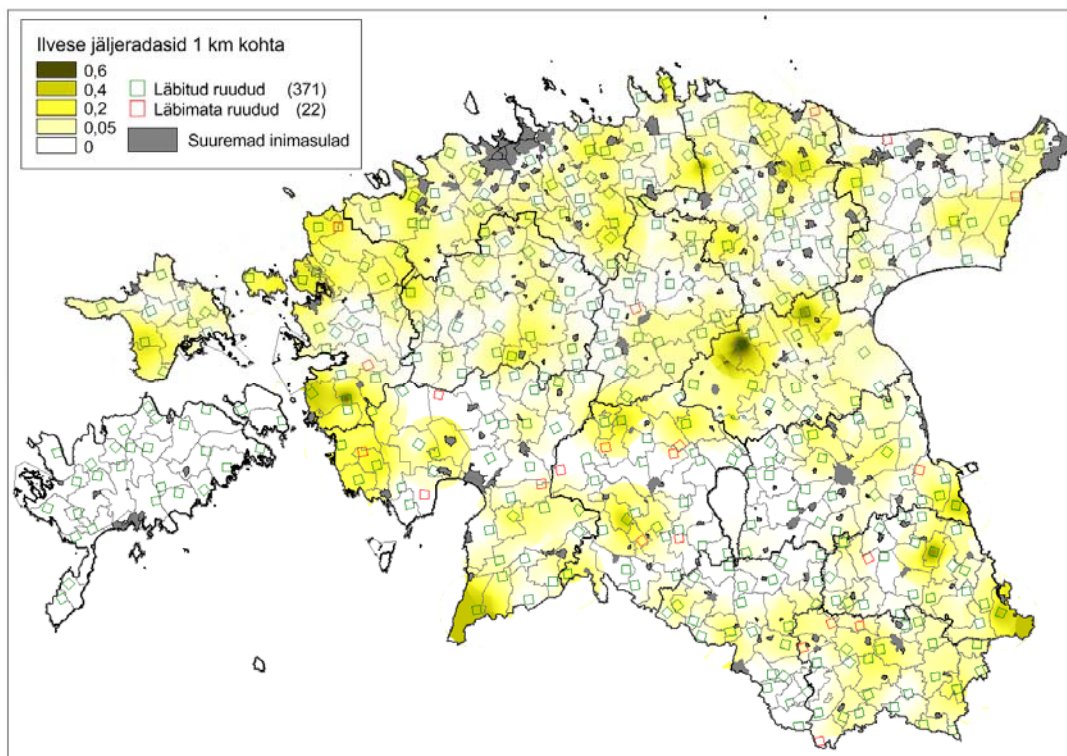 Ilvese jäljeradasid 1 km kohta
0,6
0,4
0,2
0,05
0
Läbitud ruudud (371)
Läbimata ruudud (22)
Suuremad inimasulad